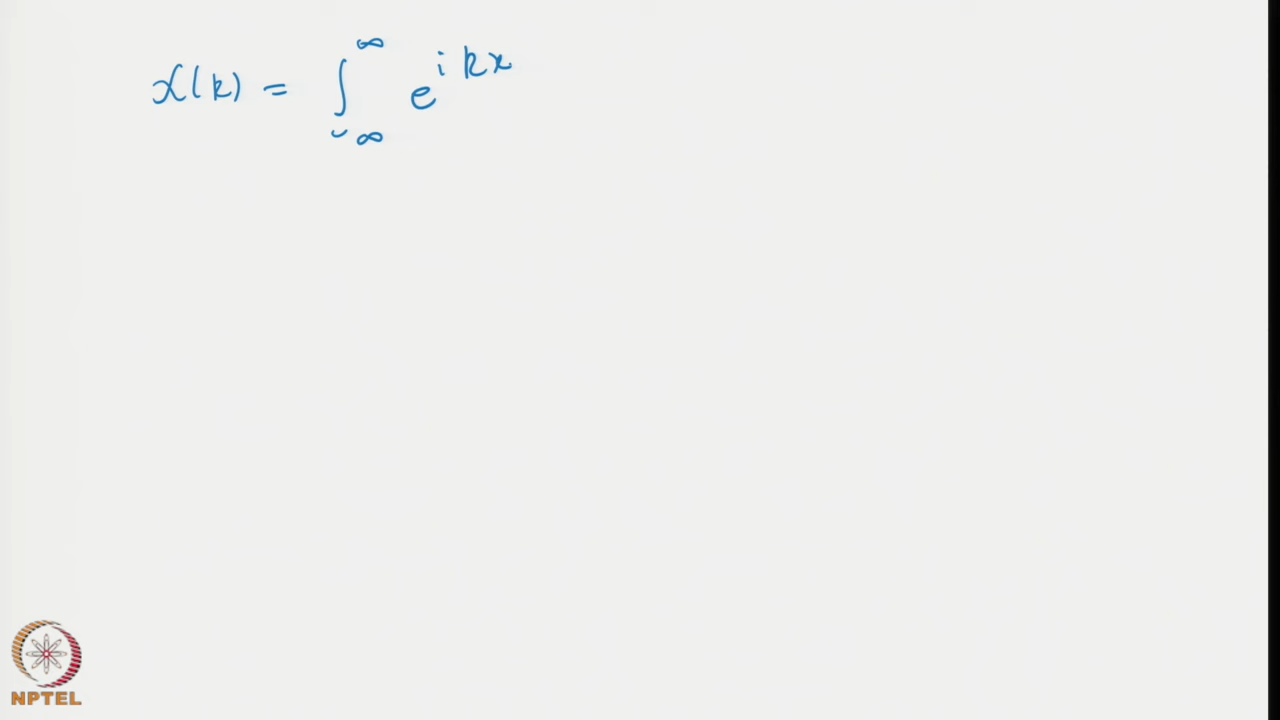 X(k) = ∫_{-∞}^{∞} e^{ikx}
NPTEL